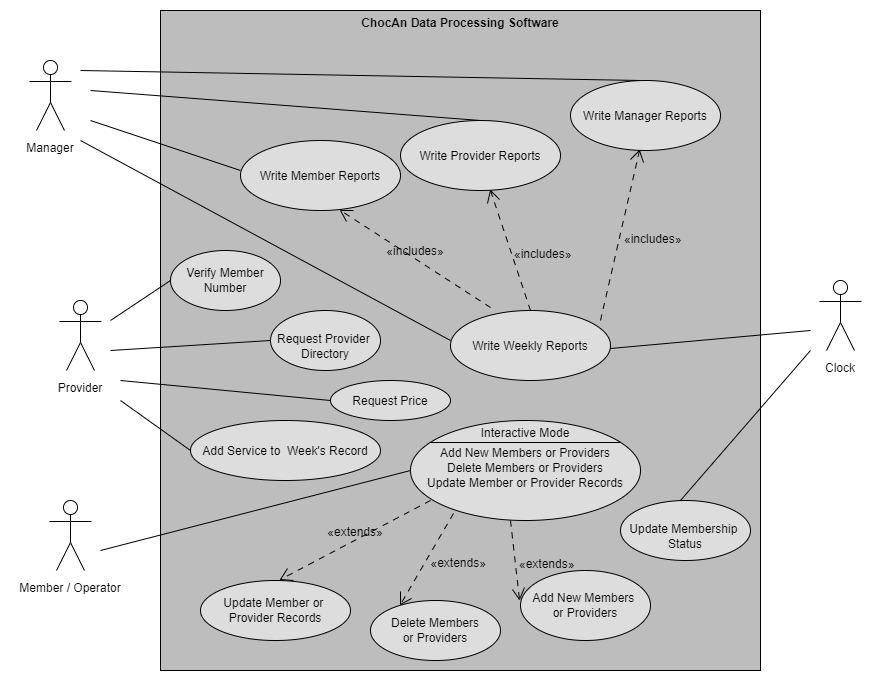 ChocAn Data Processing Software
Manager
Write Manager Reports
Write Provider Reports
Write Member Reports
«includes»
«includes»
«includes»
Verify Member
Number
Provider
Request Provider
Directory
Write Weekly Reports
Clock
Request Price
Add Service to  Week's Record
Interactive Mode
Add New Members or Providers
Delete Members or Providers
Update Member or Provider Records
Member / Operator
«extends»
«extends»
«extends»
Update Membership
Status
Update Member or
Provider Records
Delete Members
or Providers
Add New Members
or Providers